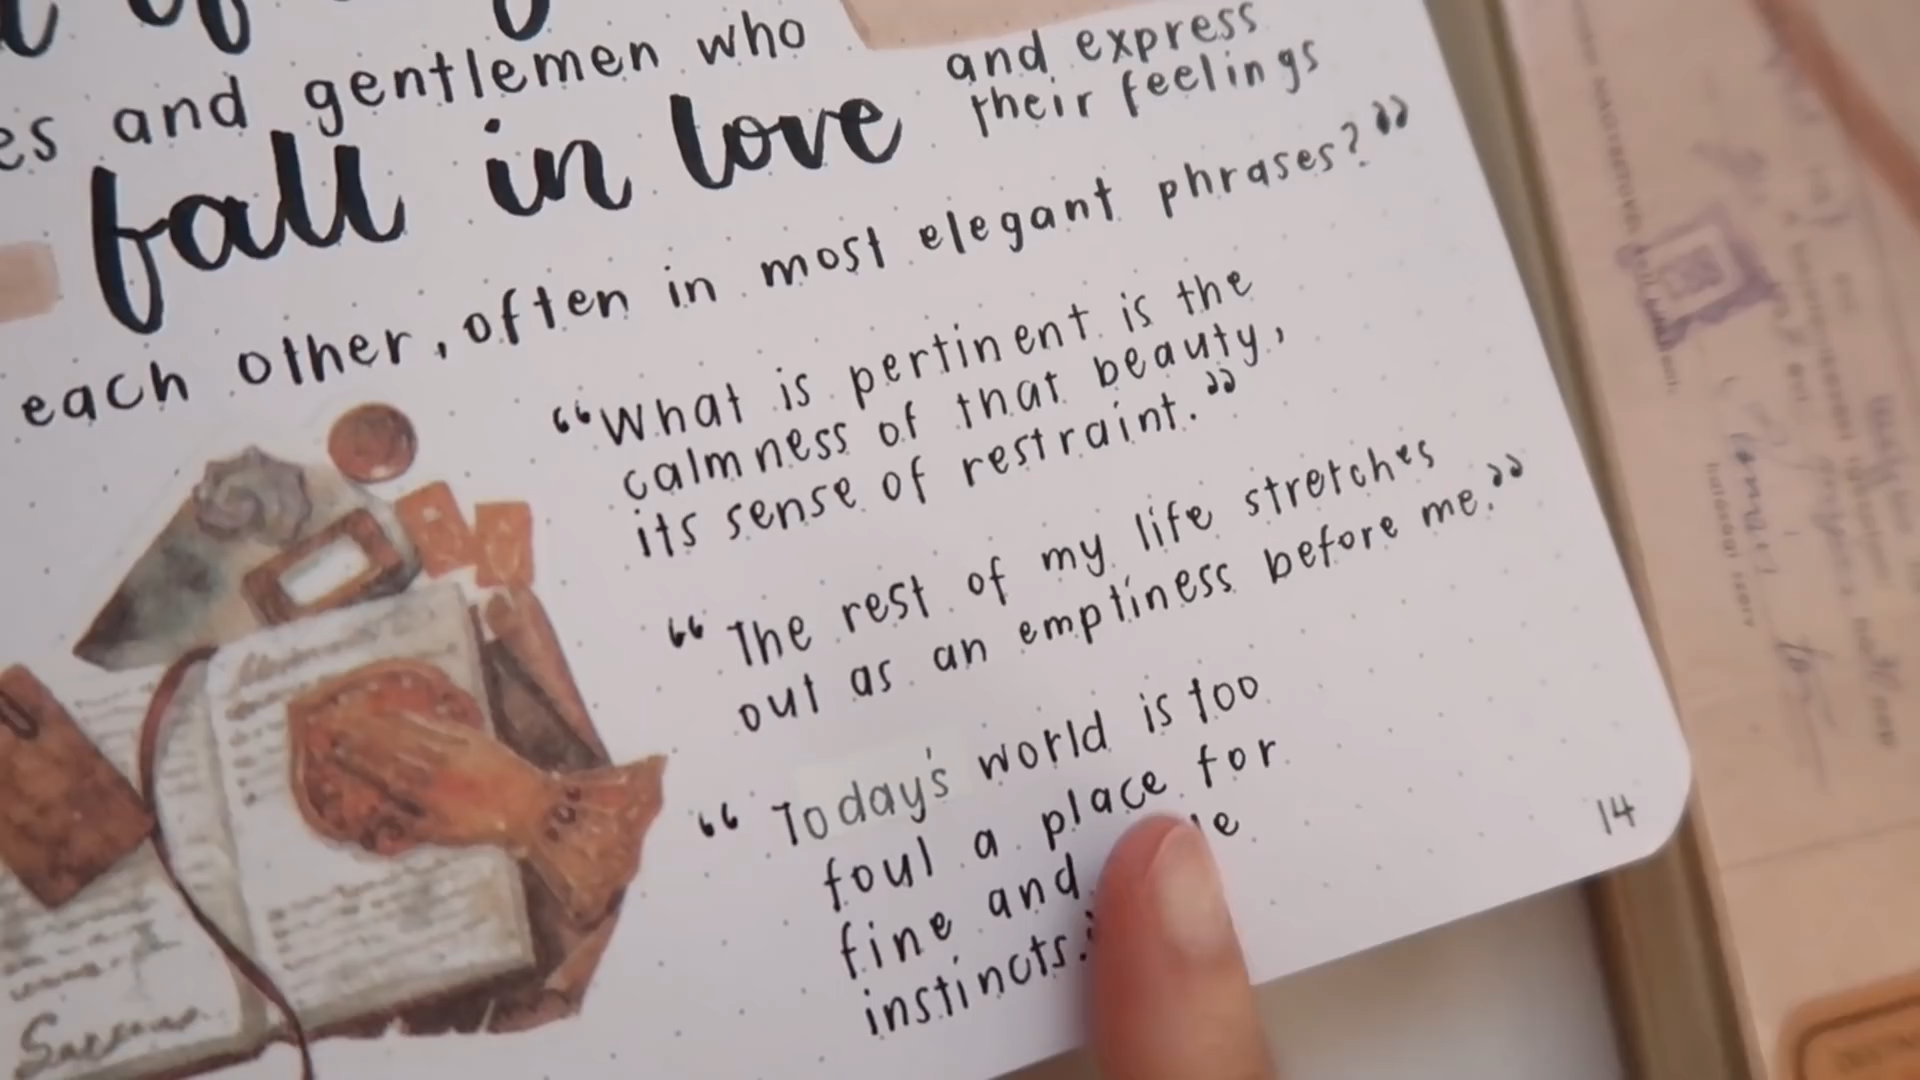 es and gentlemen who
fall in love and express
their feelings
each other, often in most elegant phrases?"
"What is pertinent is the
calmness of that beauty,
its sense of restraint."
"The rest of my life stretches
out as an emptiness before me."
"Today's world is too
foul a place for
fine and
instincts."
14